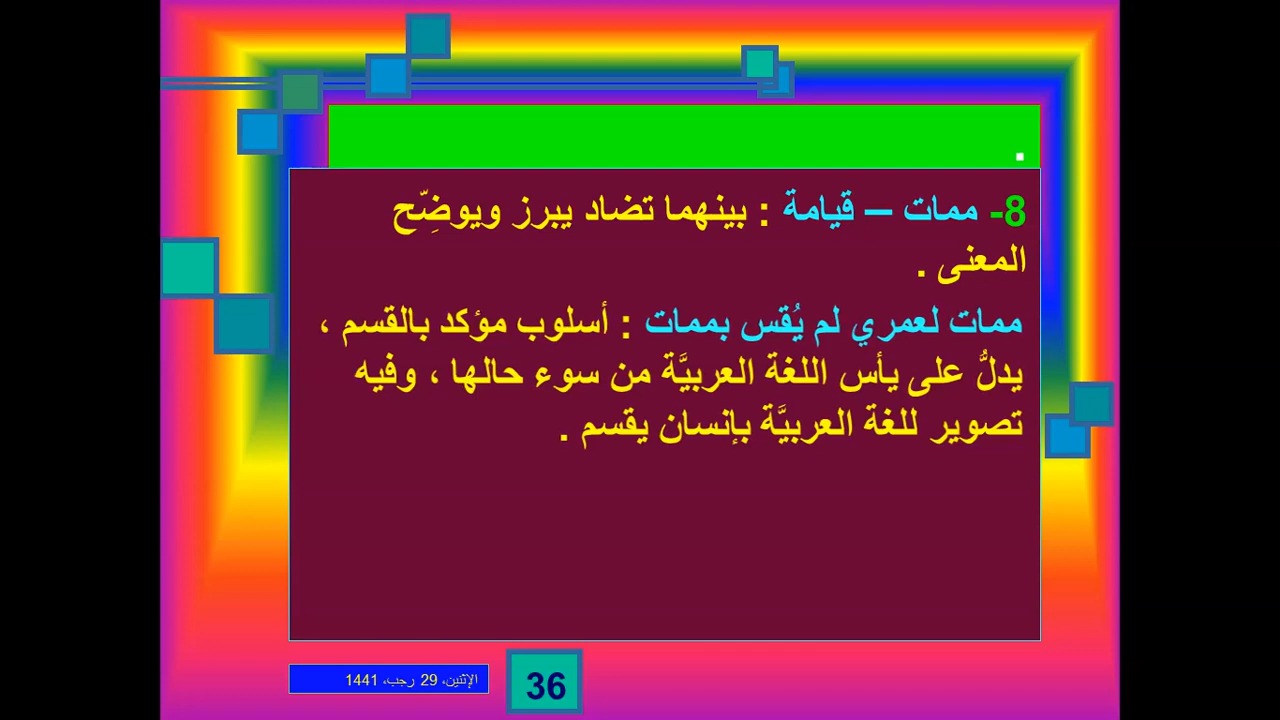 .
8- ممات – قيامة : بينهما تضاد يبرز ويوضِّح
المعنى .
ممات لعمري لم يُقس بممات : أسلوب مؤكد بالقسم ،
يدلُّ على يأس اللغة العربيَّة من سوء حالها ، وفيه
تصوير للغة العربيَّة بإنسان يقسم .
الإثنين، 29 رجب، 1441
36